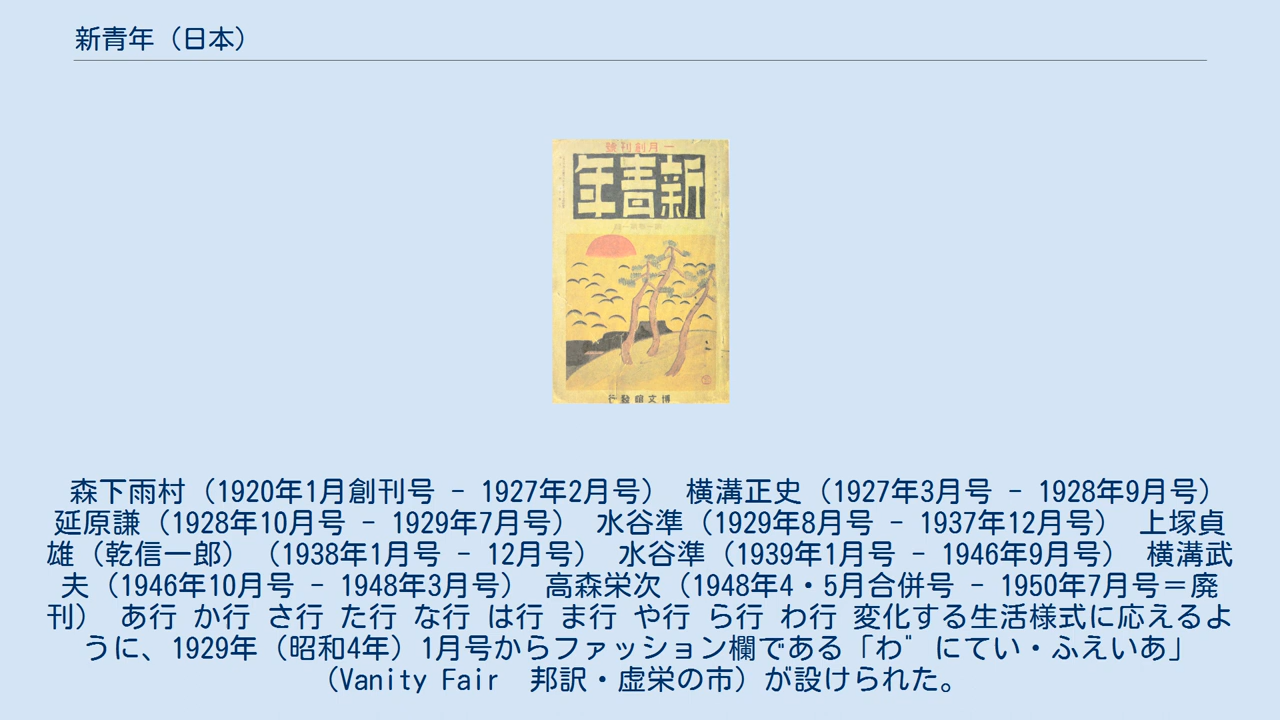 新青年（日本）
一月創刊號
新青年
博文館發行
森下雨村（1920年1月創刊号 - 1927年2月号） 横溝正史（1927年3月号 - 1928年9月号）
延原謙（1928年10月号 - 1929年7月号） 水谷準（1929年8月号 - 1937年12月号） 上塚貞
雄（乾信一郎）（1938年1月号 - 12月号） 水谷準（1939年1月号 - 1946年9月号） 横溝武
夫（1946年10月号 - 1948年3月号） 高森栄次（1948年4・5月合併号 - 1950年7月号＝廃
刊） あ行 か行 さ行 た行 な行 は行 ま行 や行 ら行 わ行 変化する生活様式に応えるよ
うに、1929年（昭和4年）1月号からファッション欄である「わ゛にてい・ふえいあ」
（Vanity Fair　邦訳・虚栄の市）が設けられた。